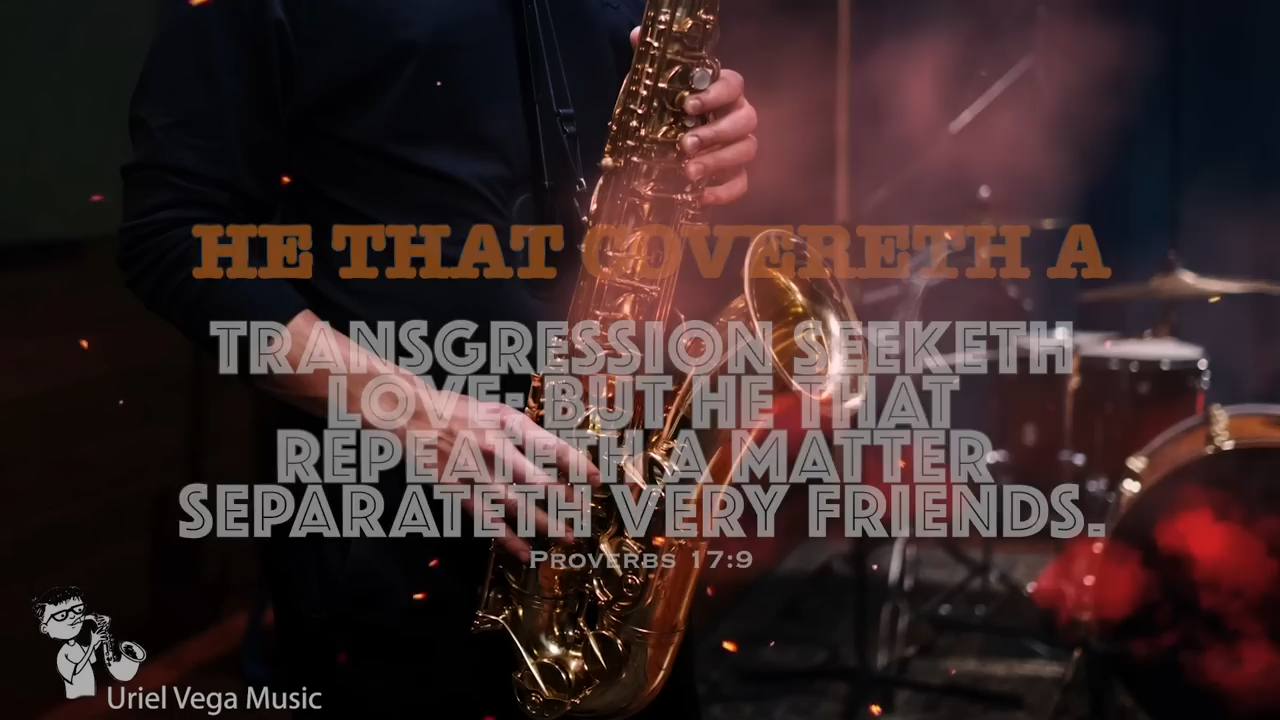 HE THAT COVERETH A
TRANSGRESSION SEEKETH
LOVE; BUT HE THAT
REPEATETH A MATTER
SEPARATETH VERY FRIENDS.
PROVERBS 17:9
Uriel Vega Music